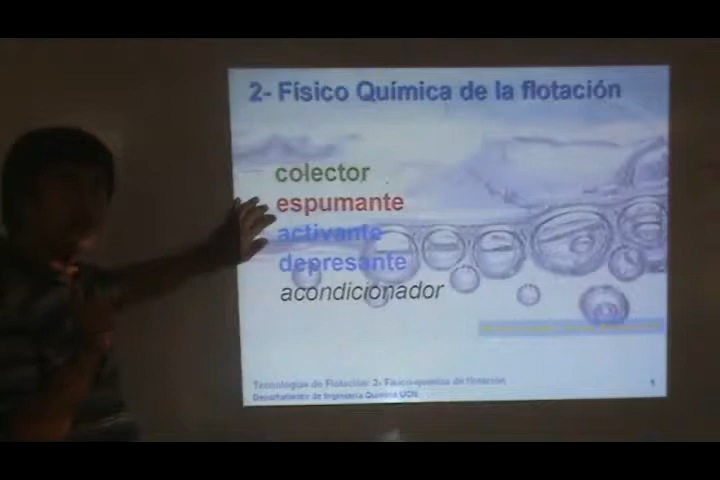 2- Físico Química de la flotación
colector
espumante
activante
depresante
acondicionador
Tecnologías de Flotación: 2- Físico-química de flotación
1
Departamento de Ingeniería Química UCN